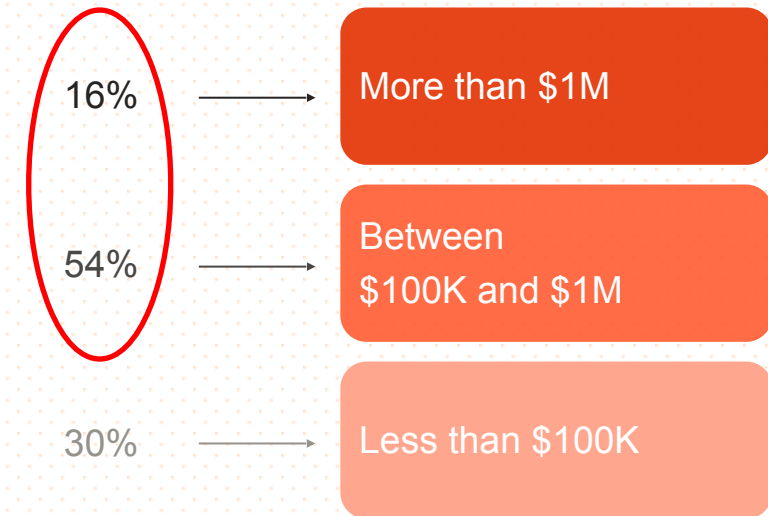 16%
More than $1M
54%
Between
$100K and $1M
30%
Less than $100K